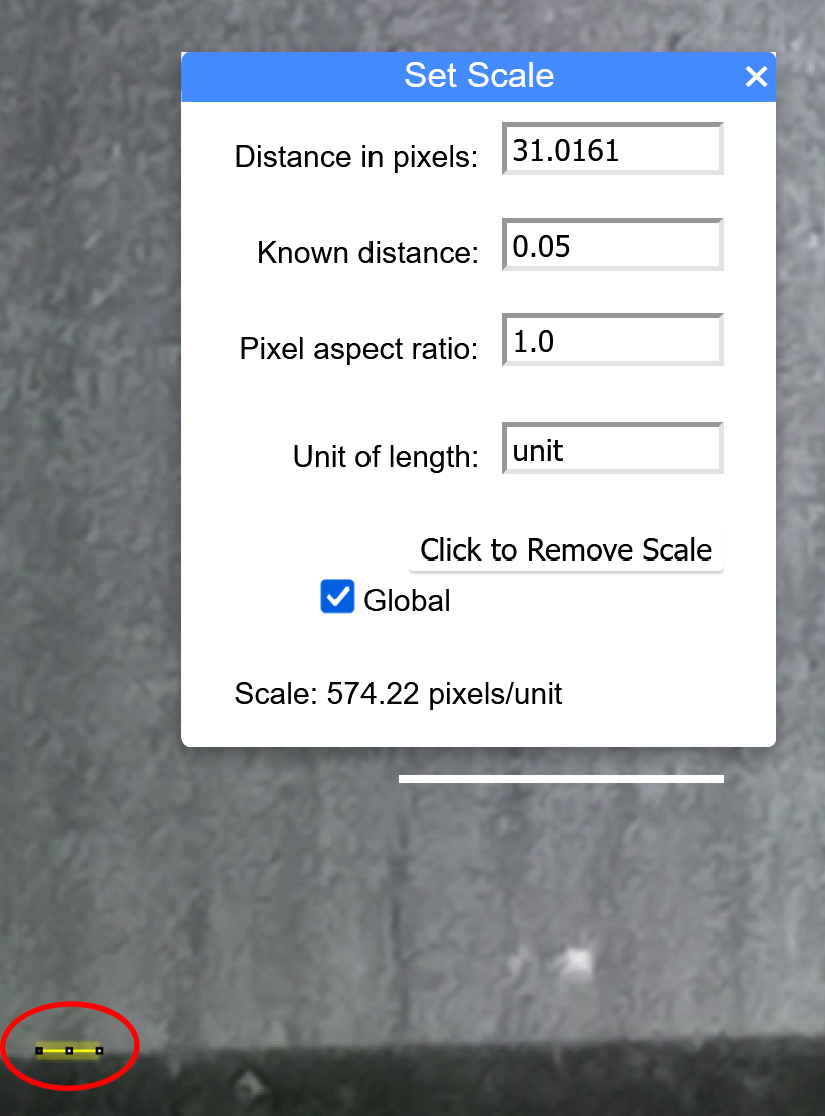 Set Scale
Distance in pixels: 31.0161
Known distance: 0.05
Pixel aspect ratio: 1.0
Unit of length: unit
Click to Remove Scale
Global
Scale: 574.22 pixels/unit